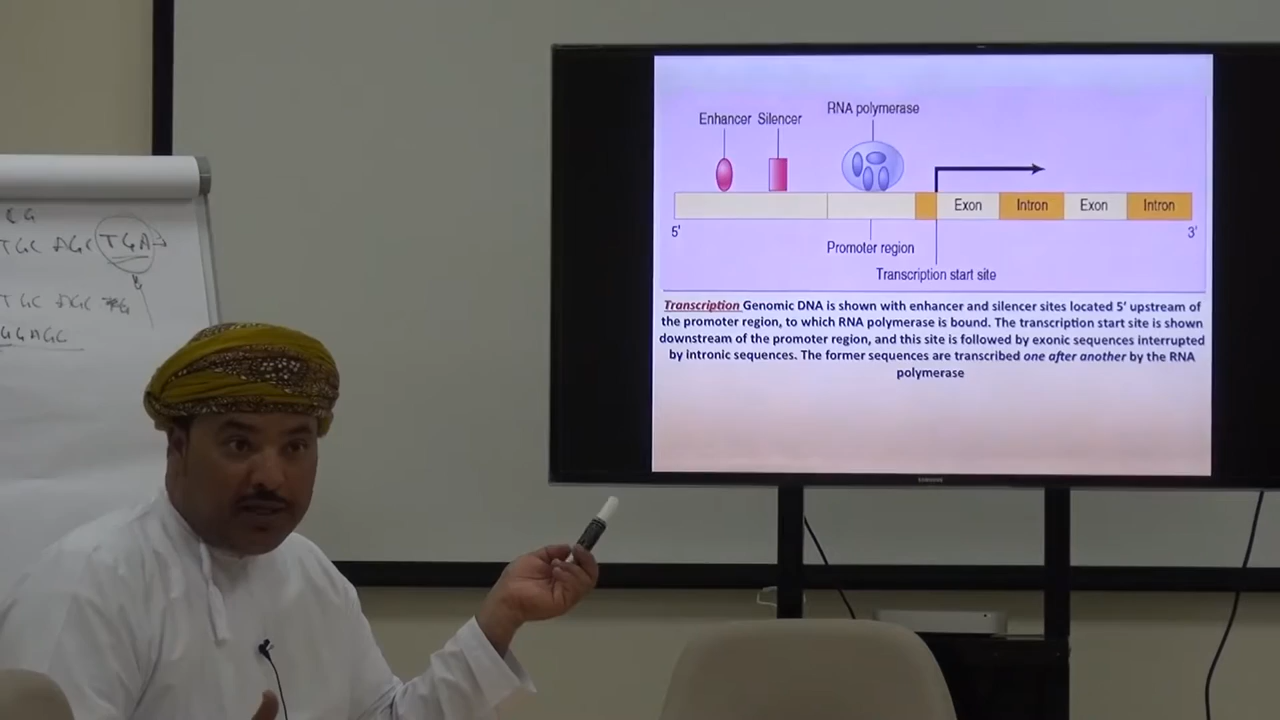 CG
TGC AGC TGA
TGC AGC
GGAGC
Enhancer Silencer
RNA polymerase
Exon Intron Exon Intron
5' 3'
Promoter region
Transcription start site
Transcription Genomic DNA is shown with enhancer and silencer sites located 5' upstream of
the promoter region, to which RNA polymerase is bound. The transcription start site is shown
downstream of the promoter region, and this site is followed by exonic sequences interrupted
by intronic sequences. The former sequences are transcribed one after another by the RNA
polymerase
SAMSUNG